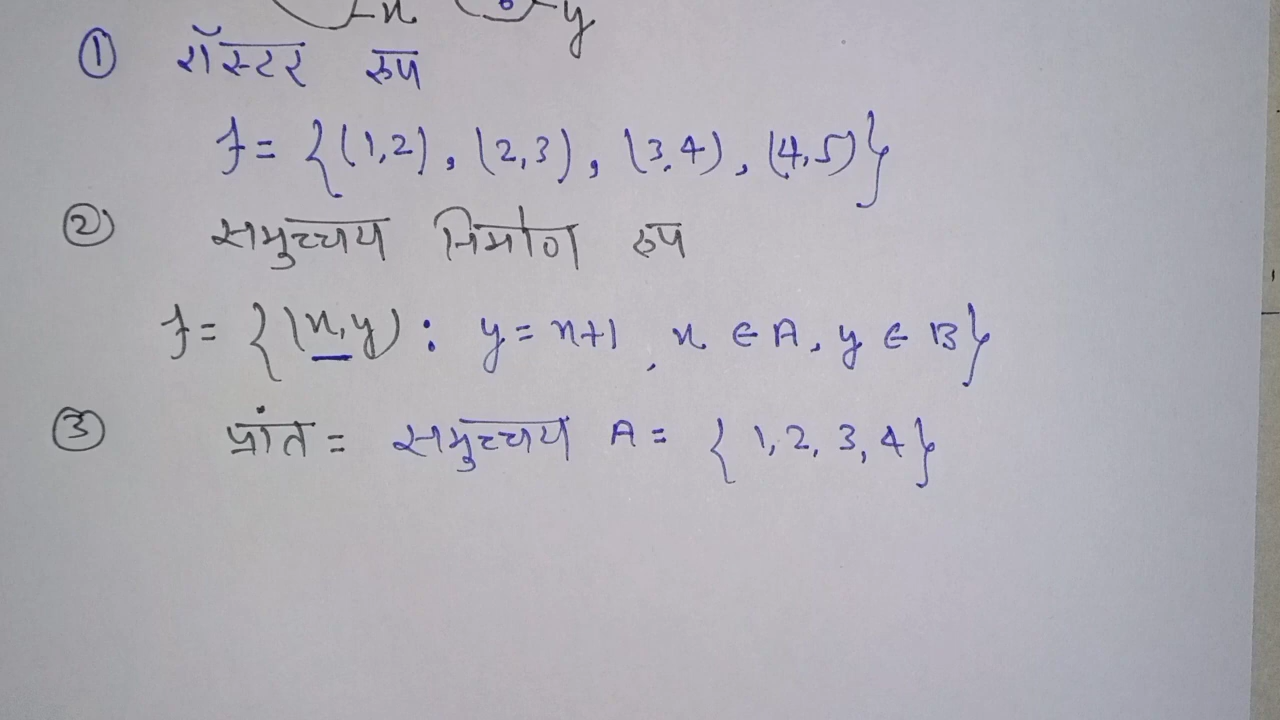 x y
① रॉस्टर रूप
f = {(1,2), (2,3), (3,4), (4,5)}
② समुच्चय निर्माण रूप
f = {(x,y) : y = x+1, x ∈ A, y ∈ B}
③ प्रांत = समुच्चय A = {1,2,3,4}